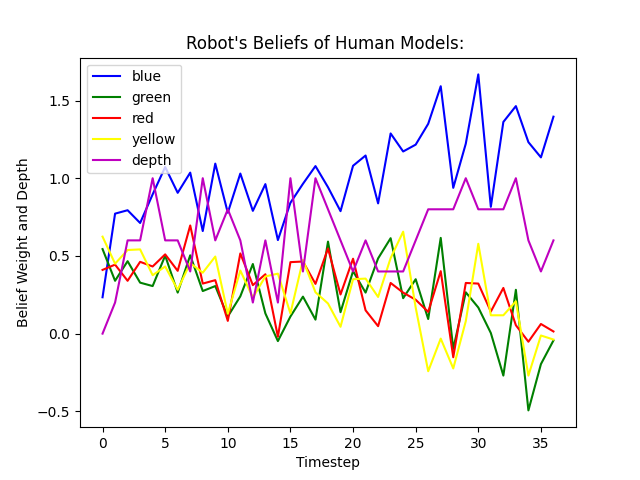 Robot's Beliefs of Human Models:
blue
green
red
yellow
depth
Belief Weight and Depth
1.5
1.0
0.5
0.0
−0.5
0 5 10 15 20 25 30 35
Timestep